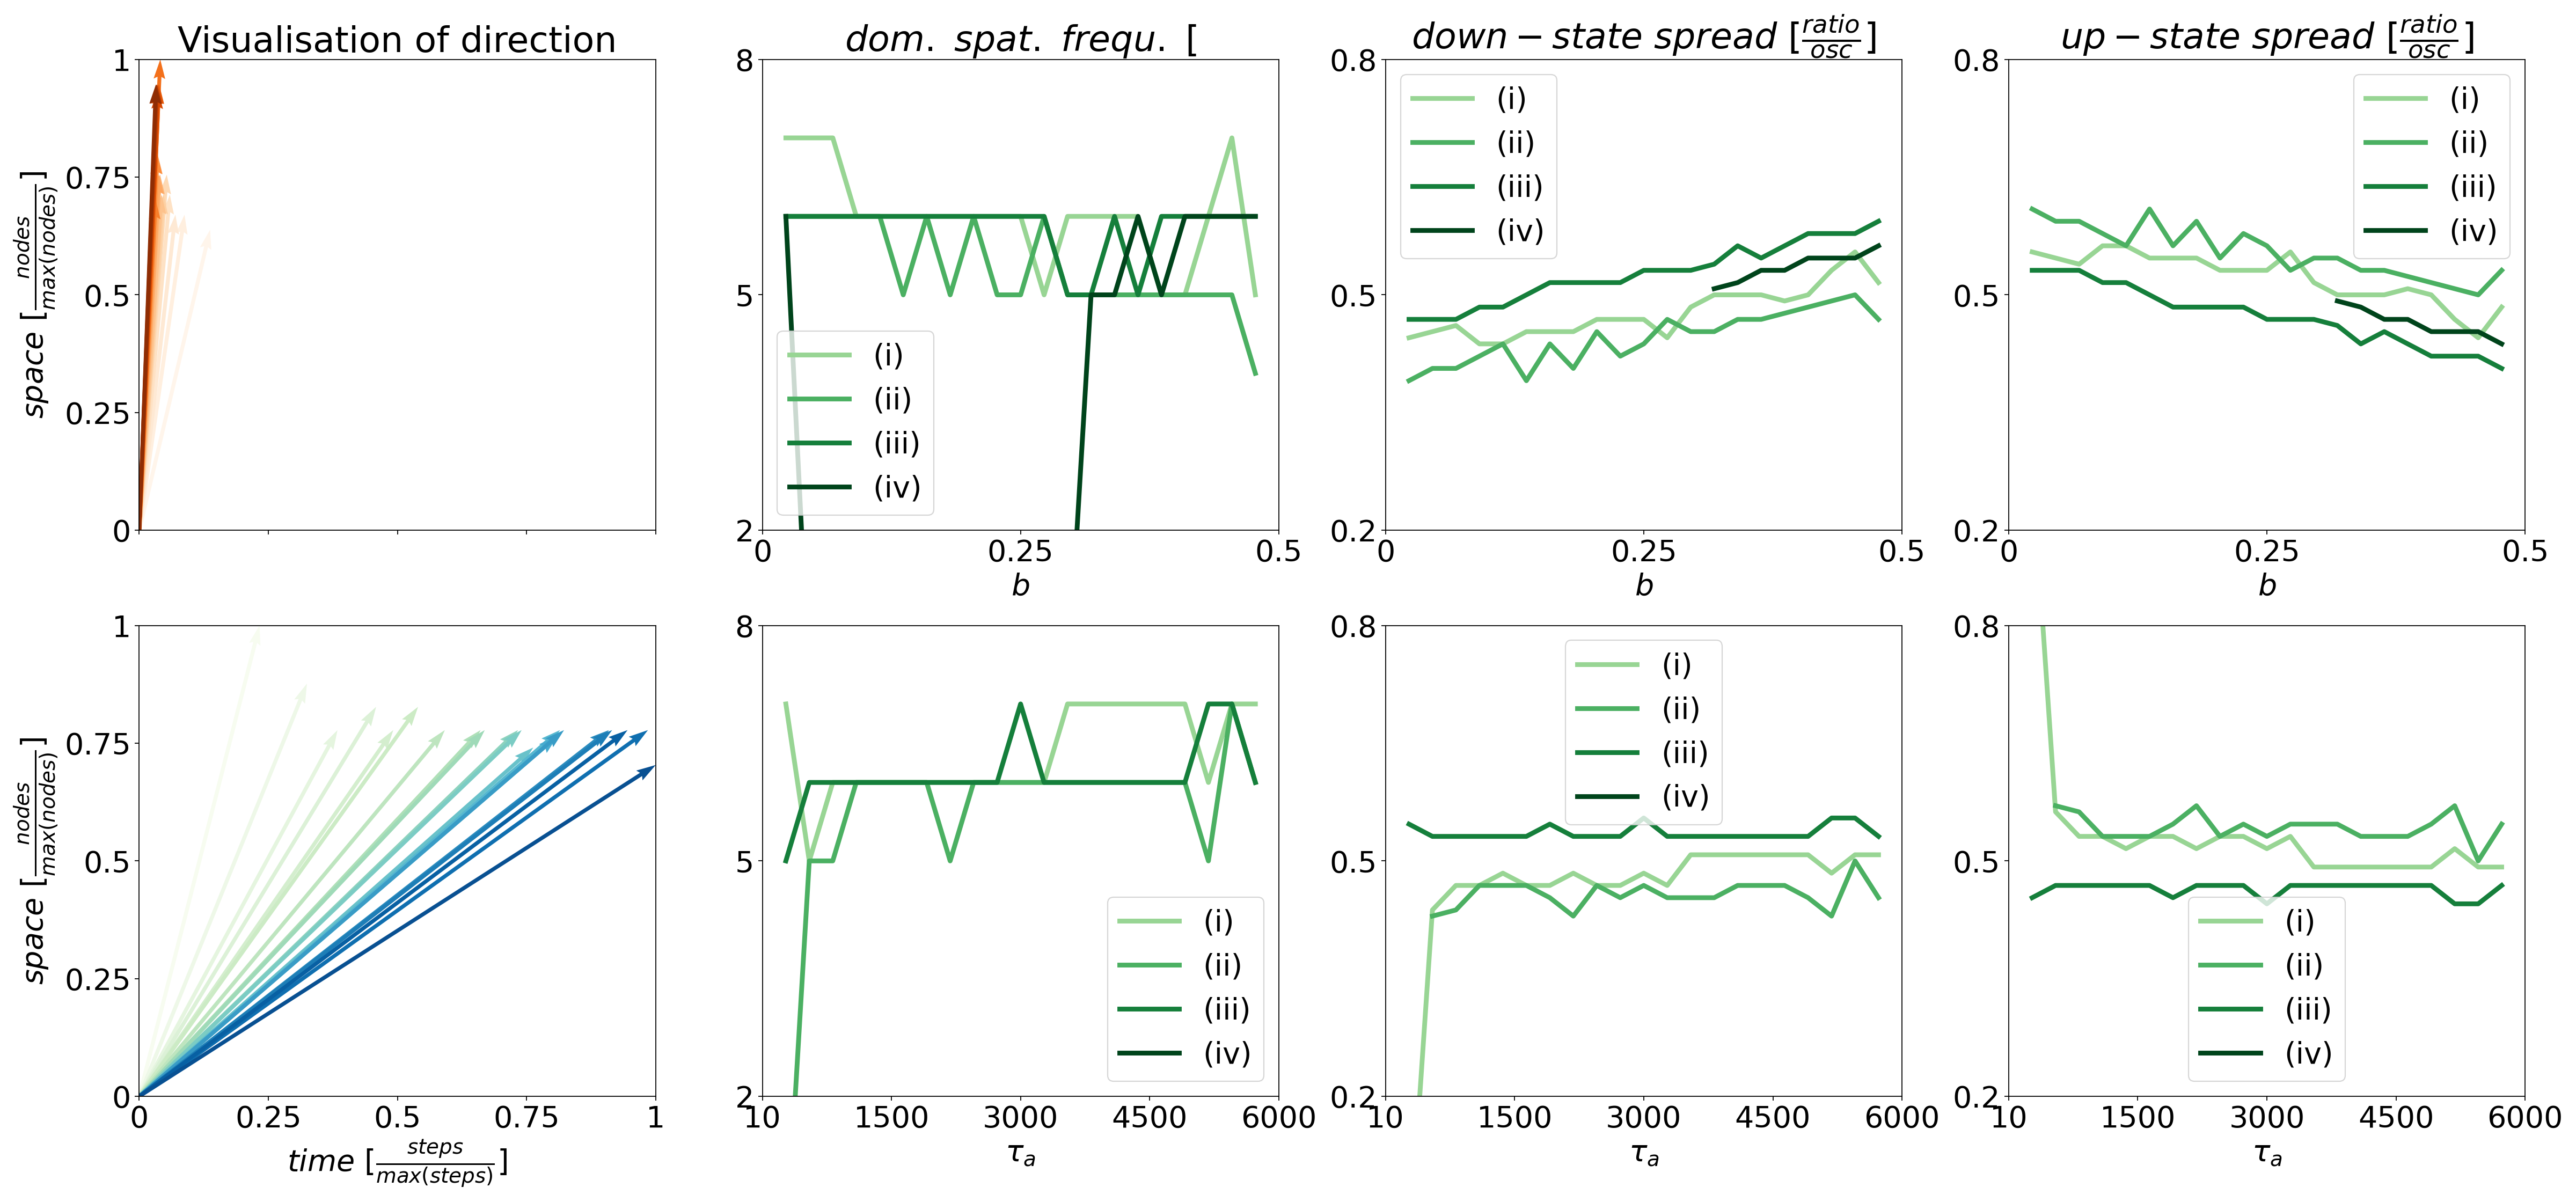 Visualisation of direction
space [nodes/max(nodes)]
1
0.75
0.5
0.25
0
dom. spat. frequ. [
8
5
2
0
0.25
0.5
b
(i)
(ii)
(iii)
(iv)
down − state spread [ratio/osc]
0.8
0.5
0.2
0
0.25
0.5
b
(i)
(ii)
(iii)
(iv)
up − state spread [ratio/osc]
0.8
0.5
0.2
0
0.25
0.5
b
(i)
(ii)
(iii)
(iv)
space [nodes/max(nodes)]
1
0.75
0.5
0.25
0
0
0.25
0.5
0.75
1
time [steps/max(steps)]
8
5
2
10
1500
3000
4500
6000
τa
(i)
(ii)
(iii)
(iv)
0.8
0.5
0.2
10
1500
3000
4500
6000
τa
(i)
(ii)
(iii)
(iv)
0.8
0.5
0.2
10
1500
3000
4500
6000
τa
(i)
(ii)
(iii)
(iv)